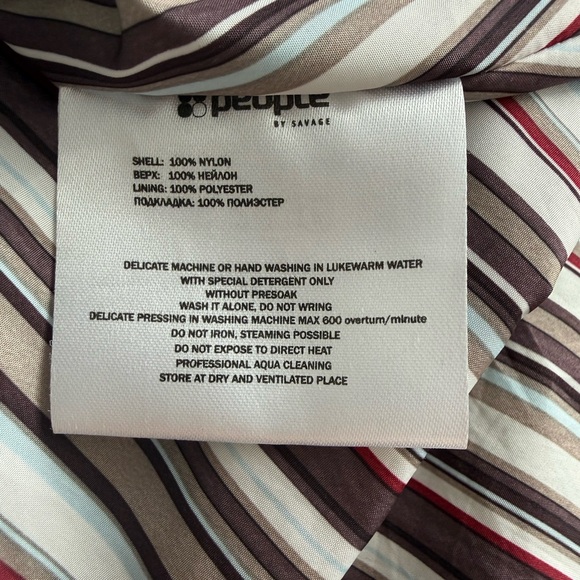 people
BY SAVAGE
SHELL: 100% NYLON
ВЕРХ: 100% НЕЙЛОН
LINING: 100% POLYESTER
ПОДКЛАДКА: 100% ПОЛИЭСТЕР
DELICATE MACHINE OR HAND WASHING IN LUKEWARM WATER
WITH SPECIAL DETERGENT ONLY
WITHOUT PRESOAK
WASH IT ALONE, DO NOT WRING
DELICATE PRESSING IN WASHING MACHINE MAX 600 overturn/minute
DO NOT IRON, STEAMING POSSIBLE
DO NOT EXPOSE TO DIRECT HEAT
PROFESSIONAL AQUA CLEANING
STORE AT DRY AND VENTILATED PLACE